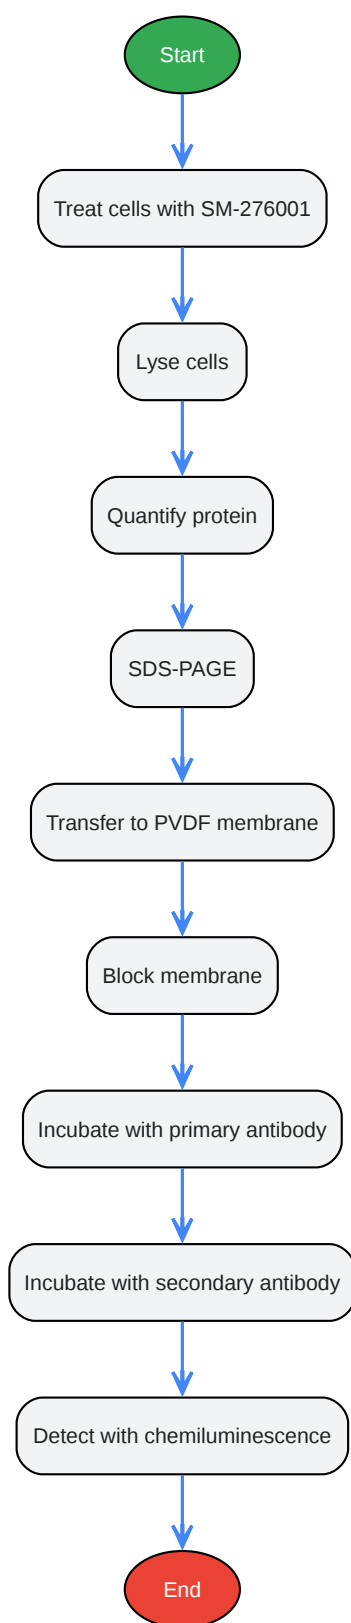 Start
Treat cells with SM-276001
Lyse cells
Quantify protein
SDS-PAGE
Transfer to PVDF membrane
Block membrane
Incubate with primary antibody
Incubate with secondary antibody
Detect with chemiluminescence
End